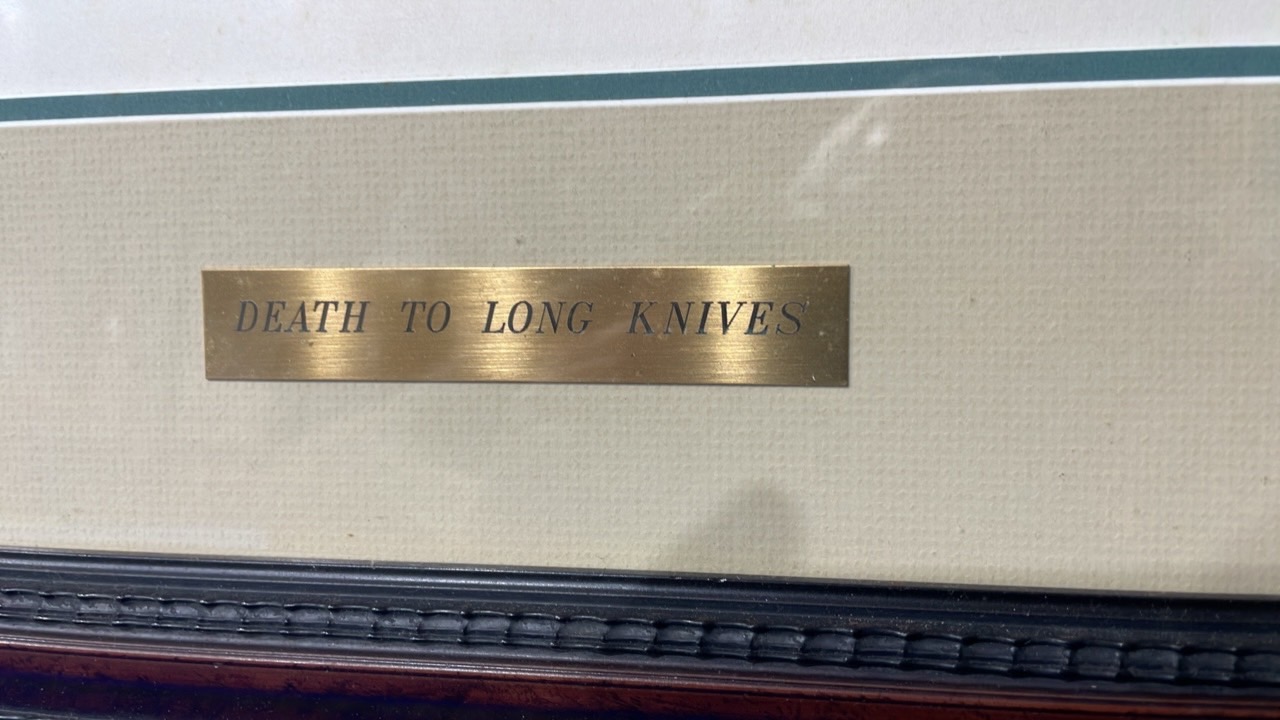 DEATH TO LONG KNIVES